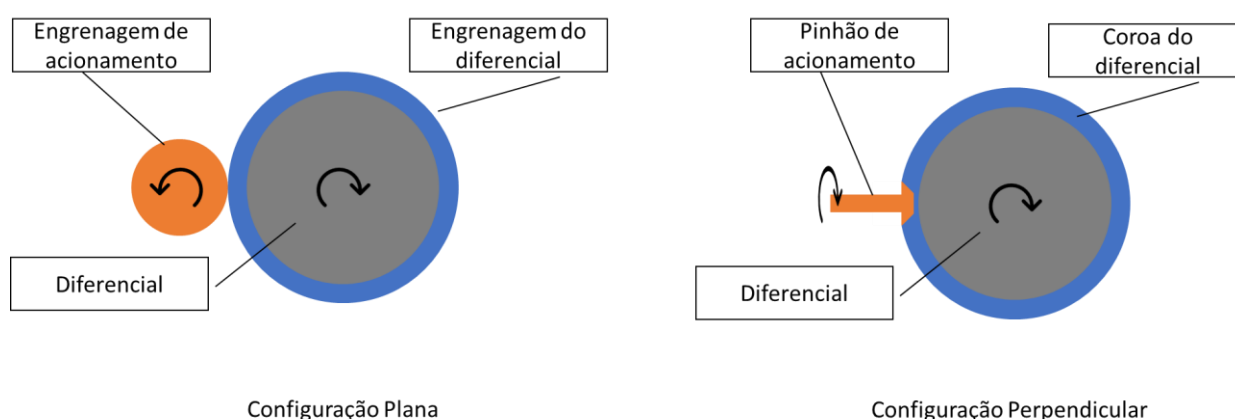 Engrenagem de
acionamento
Engrenagem do
diferencial
Diferencial
Configuração Plana
Pinhão de
acionamento
Coroa do
diferencial
Diferencial
Configuração Perpendicular